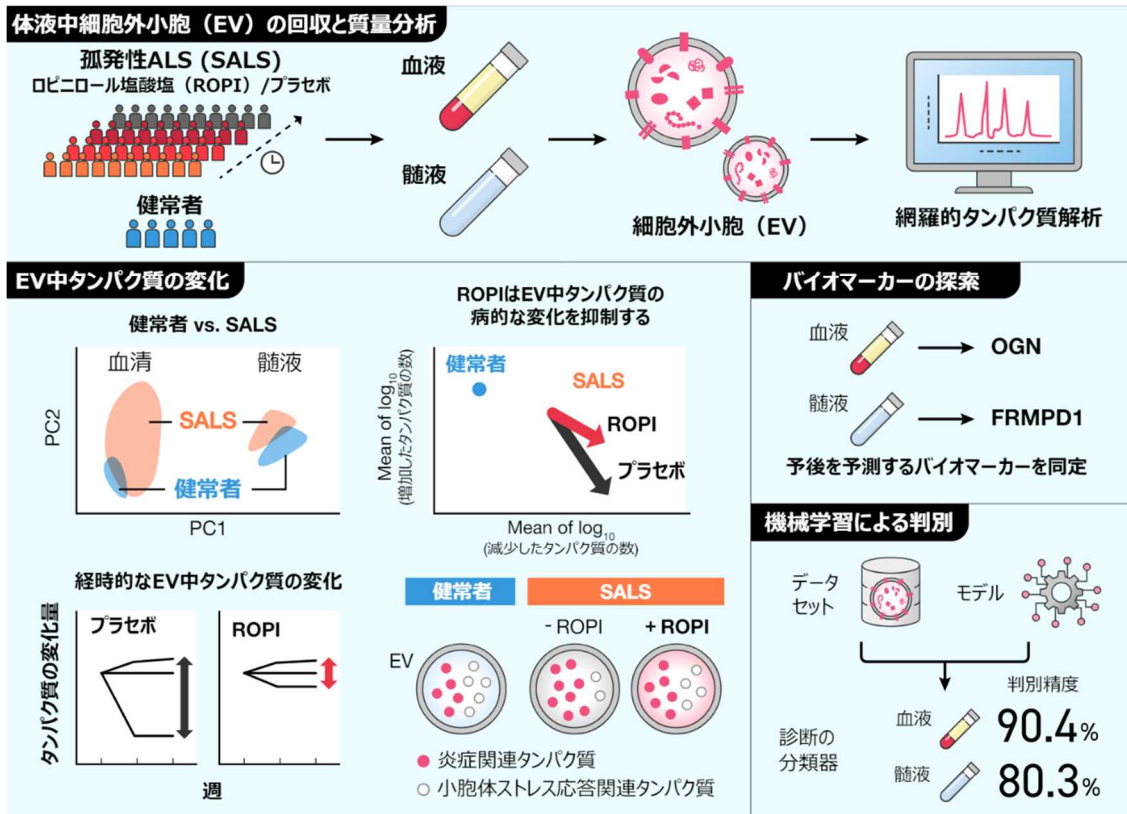 体液中細胞外小胞（EV）の回収と質量分析
孤発性ALS (SALS)
ロピニロール塩酸塩（ROPI）/プラセボ
健常者
血液
髄液
細胞外小胞（EV）
網羅的タンパク質解析
EV中タンパク質の変化
健常者 vs. SALS
血清
髄液
SALS
健常者
PC2
PC1
ROPIはEV中タンパク質の
病的な変化を抑制する
健常者
SALS
ROPI
プラセボ
Mean of log10
(増加したタンパク質の数)
Mean of log10
(減少したタンパク質の数)
経時的なEV中タンパク質の変化
タンパク質の変化量
プラセボ
ROPI
週
健常者
SALS
- ROPI
+ ROPI
EV
炎症関連タンパク質
小胞体ストレス応答関連タンパク質
バイオマーカーの探索
血液
OGN
髄液
FRMPD1
予後を予測するバイオマーカーを同定
機械学習による判別
データ
セット
モデル
診断の
分類器
判別精度
血液
90.4%
髄液
80.3%